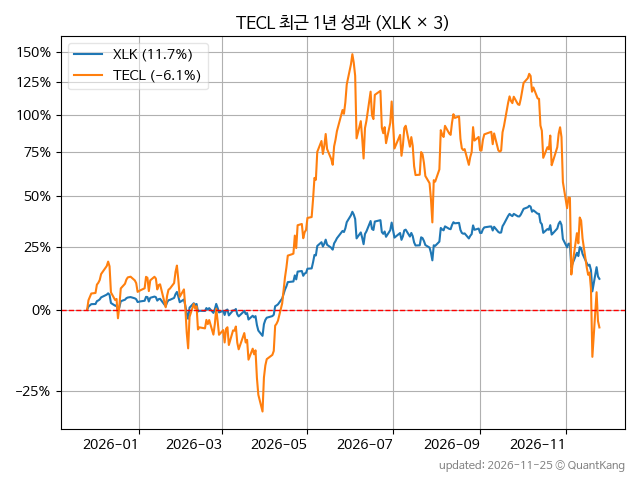 TECL 최근 1년 성과 (XLK × 3)
XLK (11.7%)
TECL (−6.1%)
150%
125%
100%
75%
50%
25%
0%
−25%
2026-01 2026-03 2026-05 2026-07 2026-09 2026-11
updated: 2026-11-25 © QuantKang